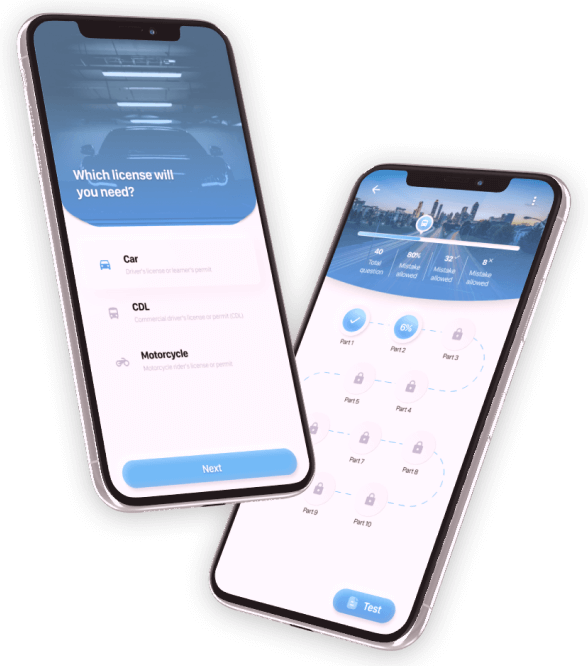 Which license will
you need?
Car
Driver's license or learner's permit
CDL
Commercial driver's license or permit (CDL)
Motorcycle
Motorcycle rider's license or permit
Next
40
Total
question
80%
Mistake
allowed
32
Mistake
allowed
8
Mistake
allowed
Part 1
6%
Part 2
Part 3
Part 5
Part 4
Part 7
Part 8
Part 9
Part 10
Test